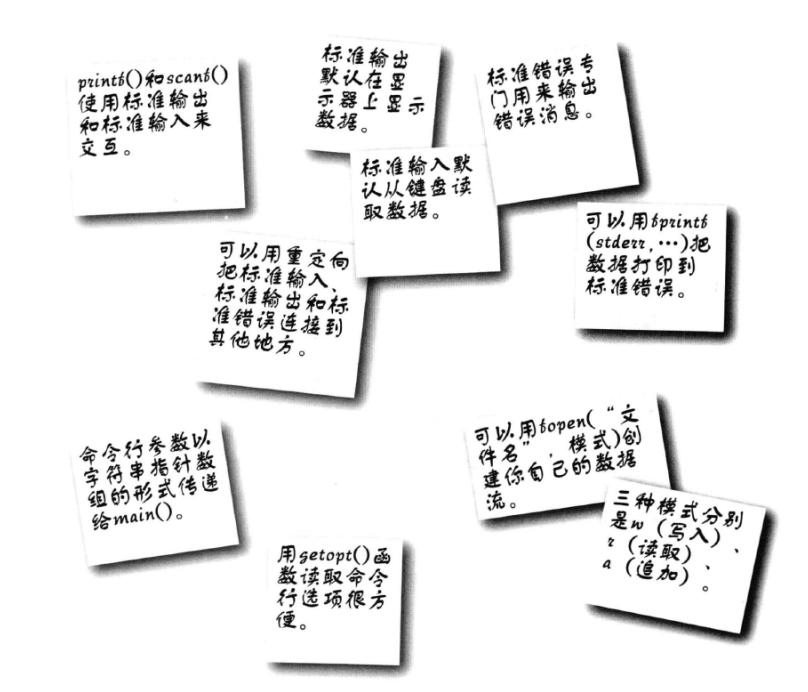 printf()和scanf()
使用标准输出
和标准输入来
交互。
标准输出
默认在显
示器上显示
数据。
标准错误专
门用来输出
错误消息。
标准输入默
认从键盘读
取数据。
可以用fprintf
(stderr,…)把
数据打印到
标准错误。
可以用重定向
把标准输入、
标准输出和标
准错误连接到
其他地方。
命令行参数以
字符串指针数
组的形式传递
给main()。
可以用fopen(“文
件名”,模式)创
建你自己的数据
流。
三种模式分别
是w(写入)、
r(读取)、
a(追加)。
用getopt()函
数读取命令
行选项很方
便。